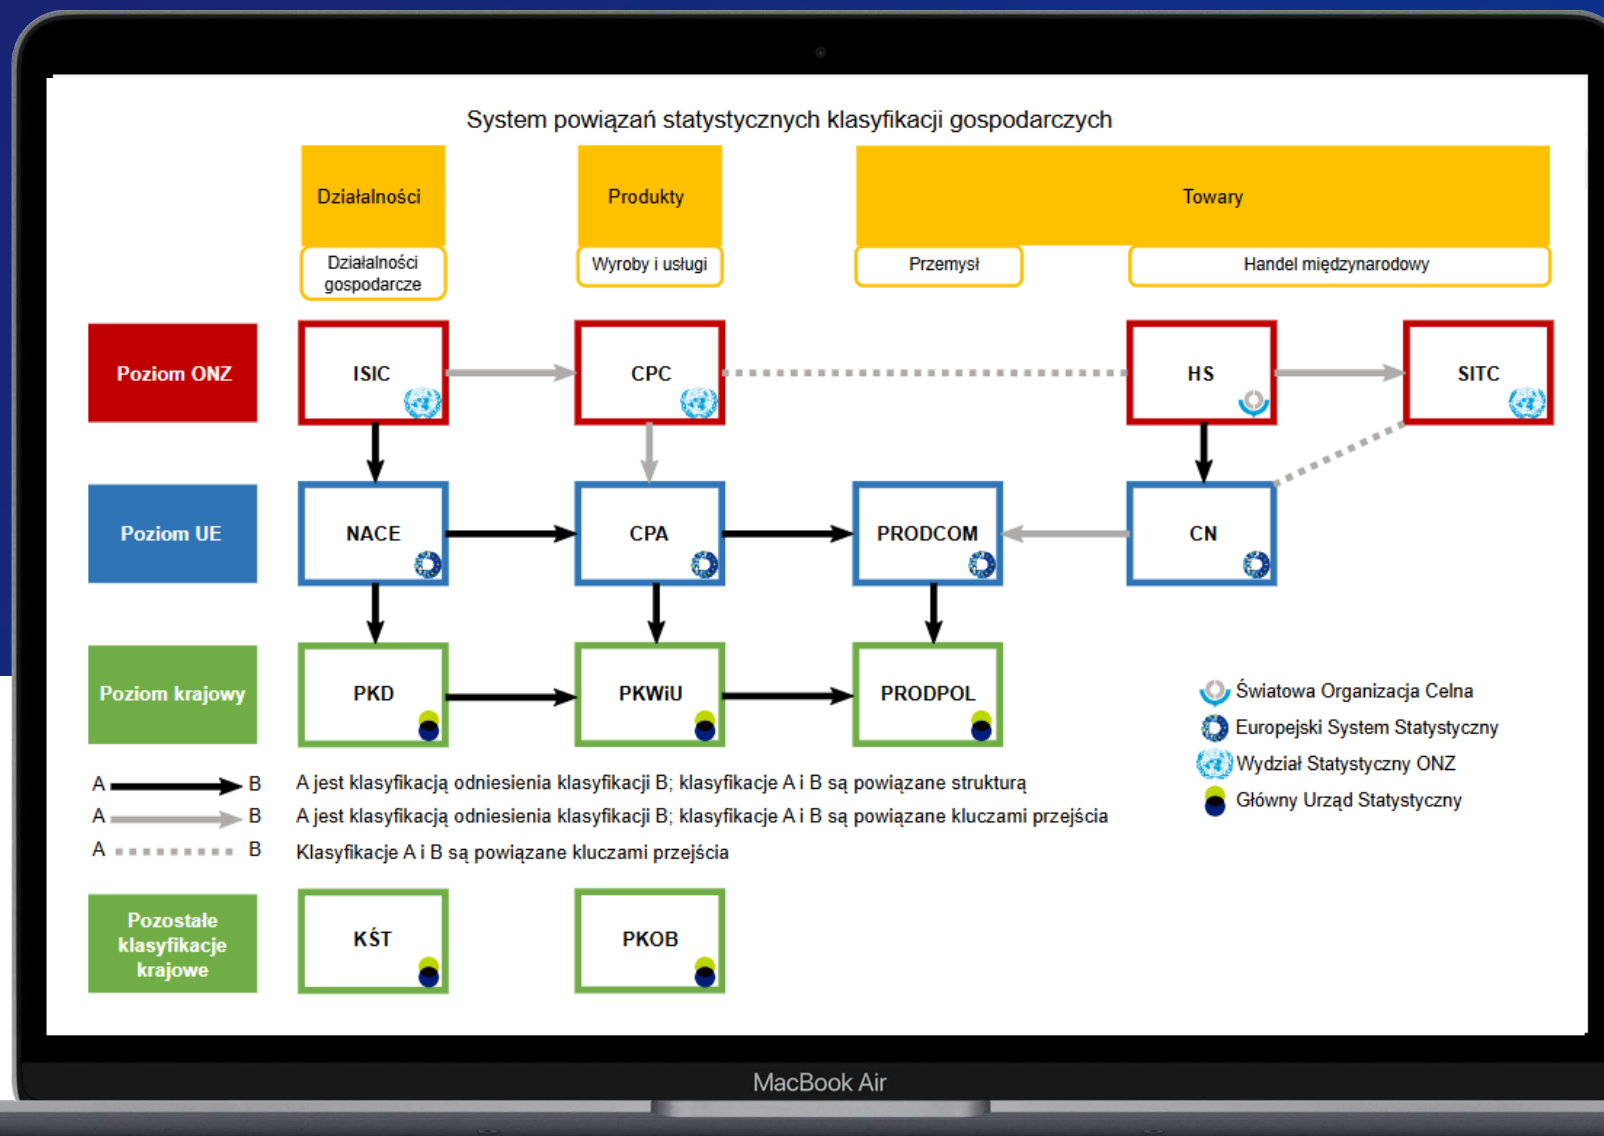 System powiązań statystycznych klasyfikacji gospodarczych
Działalności
Produkty
Towary
Działalności
gospodarcze
Wyroby i usługi
Przemysł
Handel międzynarodowy
Poziom ONZ
ISIC
CPC
HS
SITC
Poziom UE
NACE
CPA
PRODCOM
CN
Poziom krajowy
PKD
PKWiU
PRODPOL
Światowa Organizacja Celna
Europejski System Statystyczny
Wydział Statystyczny ONZ
Główny Urząd Statystyczny
A B A jest klasyfikacją odniesienia klasyfikacji B; klasyfikacje A i B są powiązane strukturą
A B A jest klasyfikacją odniesienia klasyfikacji B; klasyfikacje A i B są powiązane kluczami przejścia
A B Klasyfikacje A i B są powiązane kluczami przejścia
Pozostałe
klasyfikacje
krajowe
KŚT
PKOB
MacBook Air